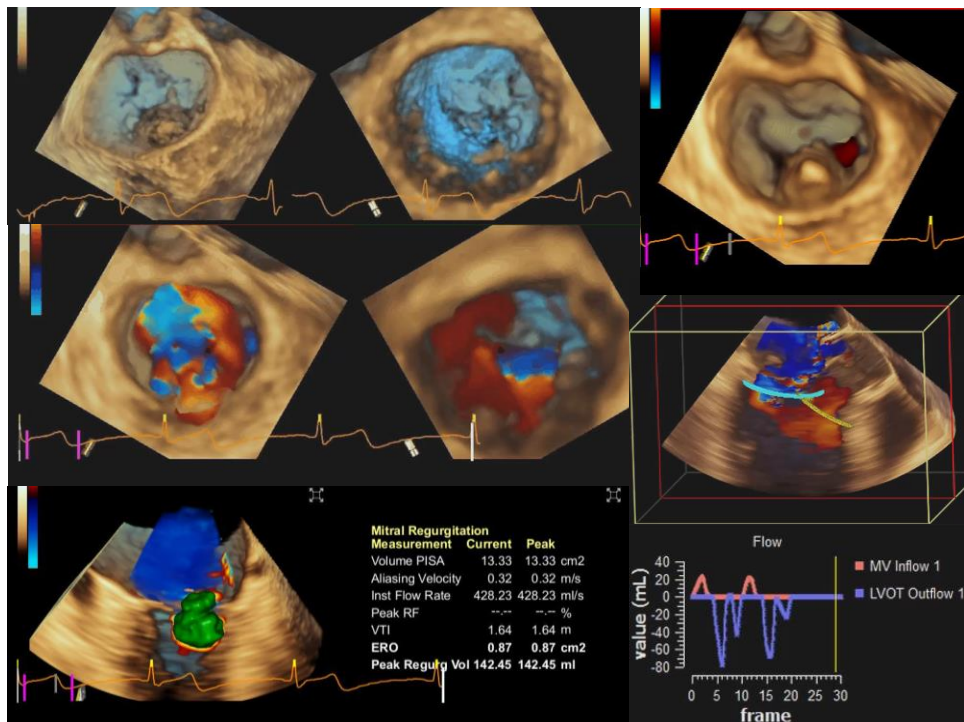 Mitral Regurgitation
Measurement Current Peak
Volume PISA 13.33 13.33 cm2
Aliasing Velocity 0.32 0.32 m/s
Inst Flow Rate 428.23 428.23 ml/s
Peak RF --.-- --.-- %
VTI 1.64 1.64 m
ERO 0.87 0.87 cm2
Peak Regurg Vol 142.45 142.45 ml
Flow
MV Inflow 1
LVOT Outflow 1
value (mL)
40
20
0
-20
-40
-60
-80
0 10 20 30
frame